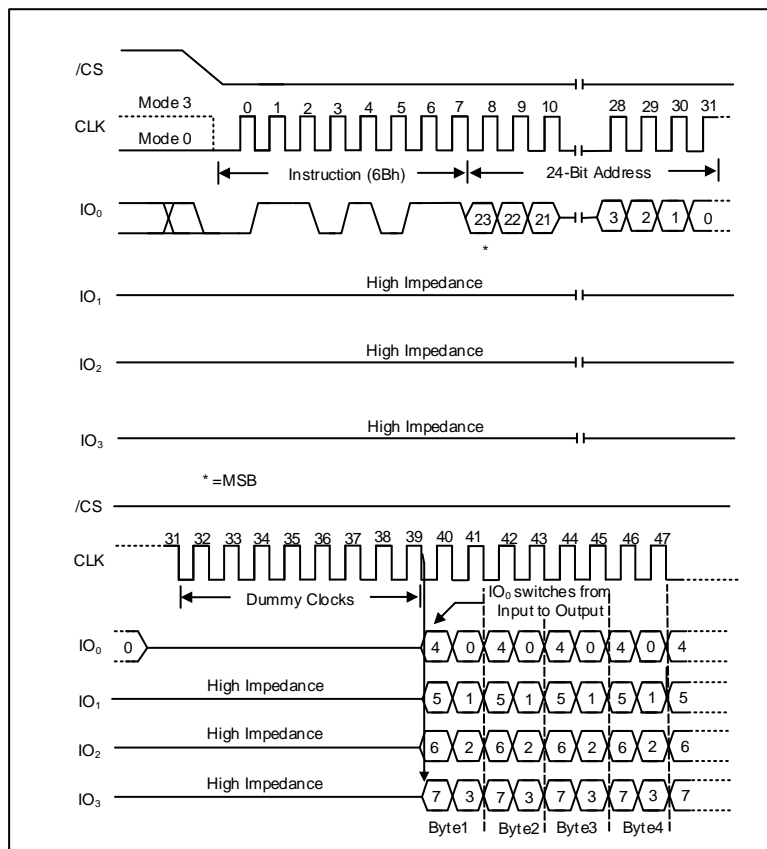 /CS
Mode 3
0 1 2 3 4 5 6 7 8 9 10 28 29 30 31
CLK
Mode 0
Instruction (6Bh) 24-Bit Address
IO0
23 22 21 3 2 1 0
*
High Impedance
IO1
High Impedance
IO2
High Impedance
IO3
* =MSB
/CS
31 32 33 34 35 36 37 38 39 40 41 42 43 44 45 46 47
CLK
Dummy Clocks
IO0 switches from
Input to Output
IO0 0 4 0 4 0 4 0 4 0 4
High Impedance
IO1 5 1 5 1 5 1 5 1 5
High Impedance
IO2 6 2 6 2 6 2 6 2 6
High Impedance
IO3 7 3 7 3 7 3 7 3 7
Byte1 Byte2 Byte3 Byte4